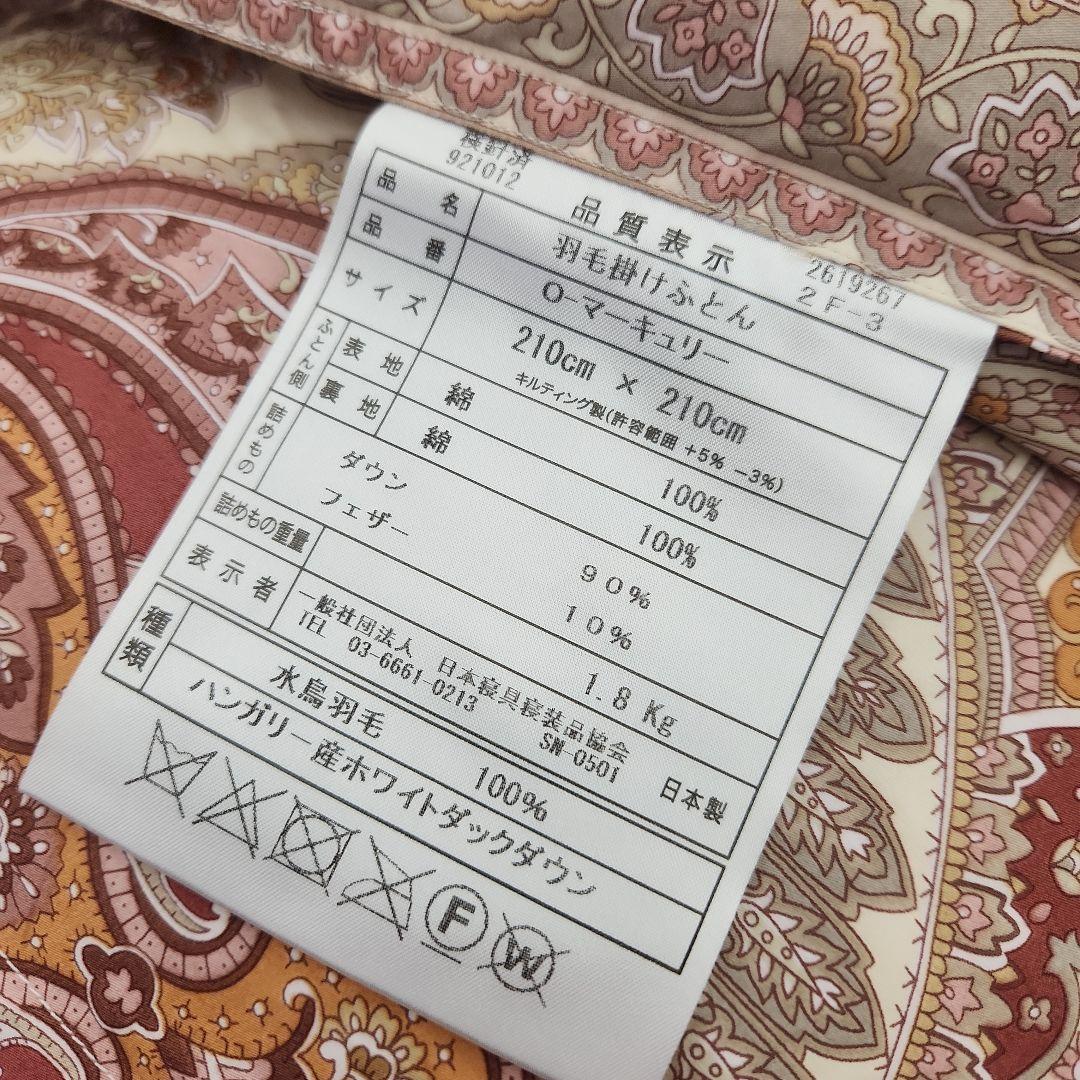 検針済
921012
品質表示
2619267
2F-3
品名 羽毛掛けふとん
品番 O-マーキュリー
サイズ 210cm × 210cm
キルティング製(許容範囲 +5% -3%)
ふとん側 表地 綿 100%
裏地 綿 100%
詰めもの ダウン 90%
フェザー 10%
詰めもの重量 1.8 Kg
表示者 一般社団法人 日本寝具寝装品協会
TEL 03-6661-0213 SN-0501 日本製
種類 水鳥羽毛 100%
ハンガリー産ホワイトダックダウン
F
W